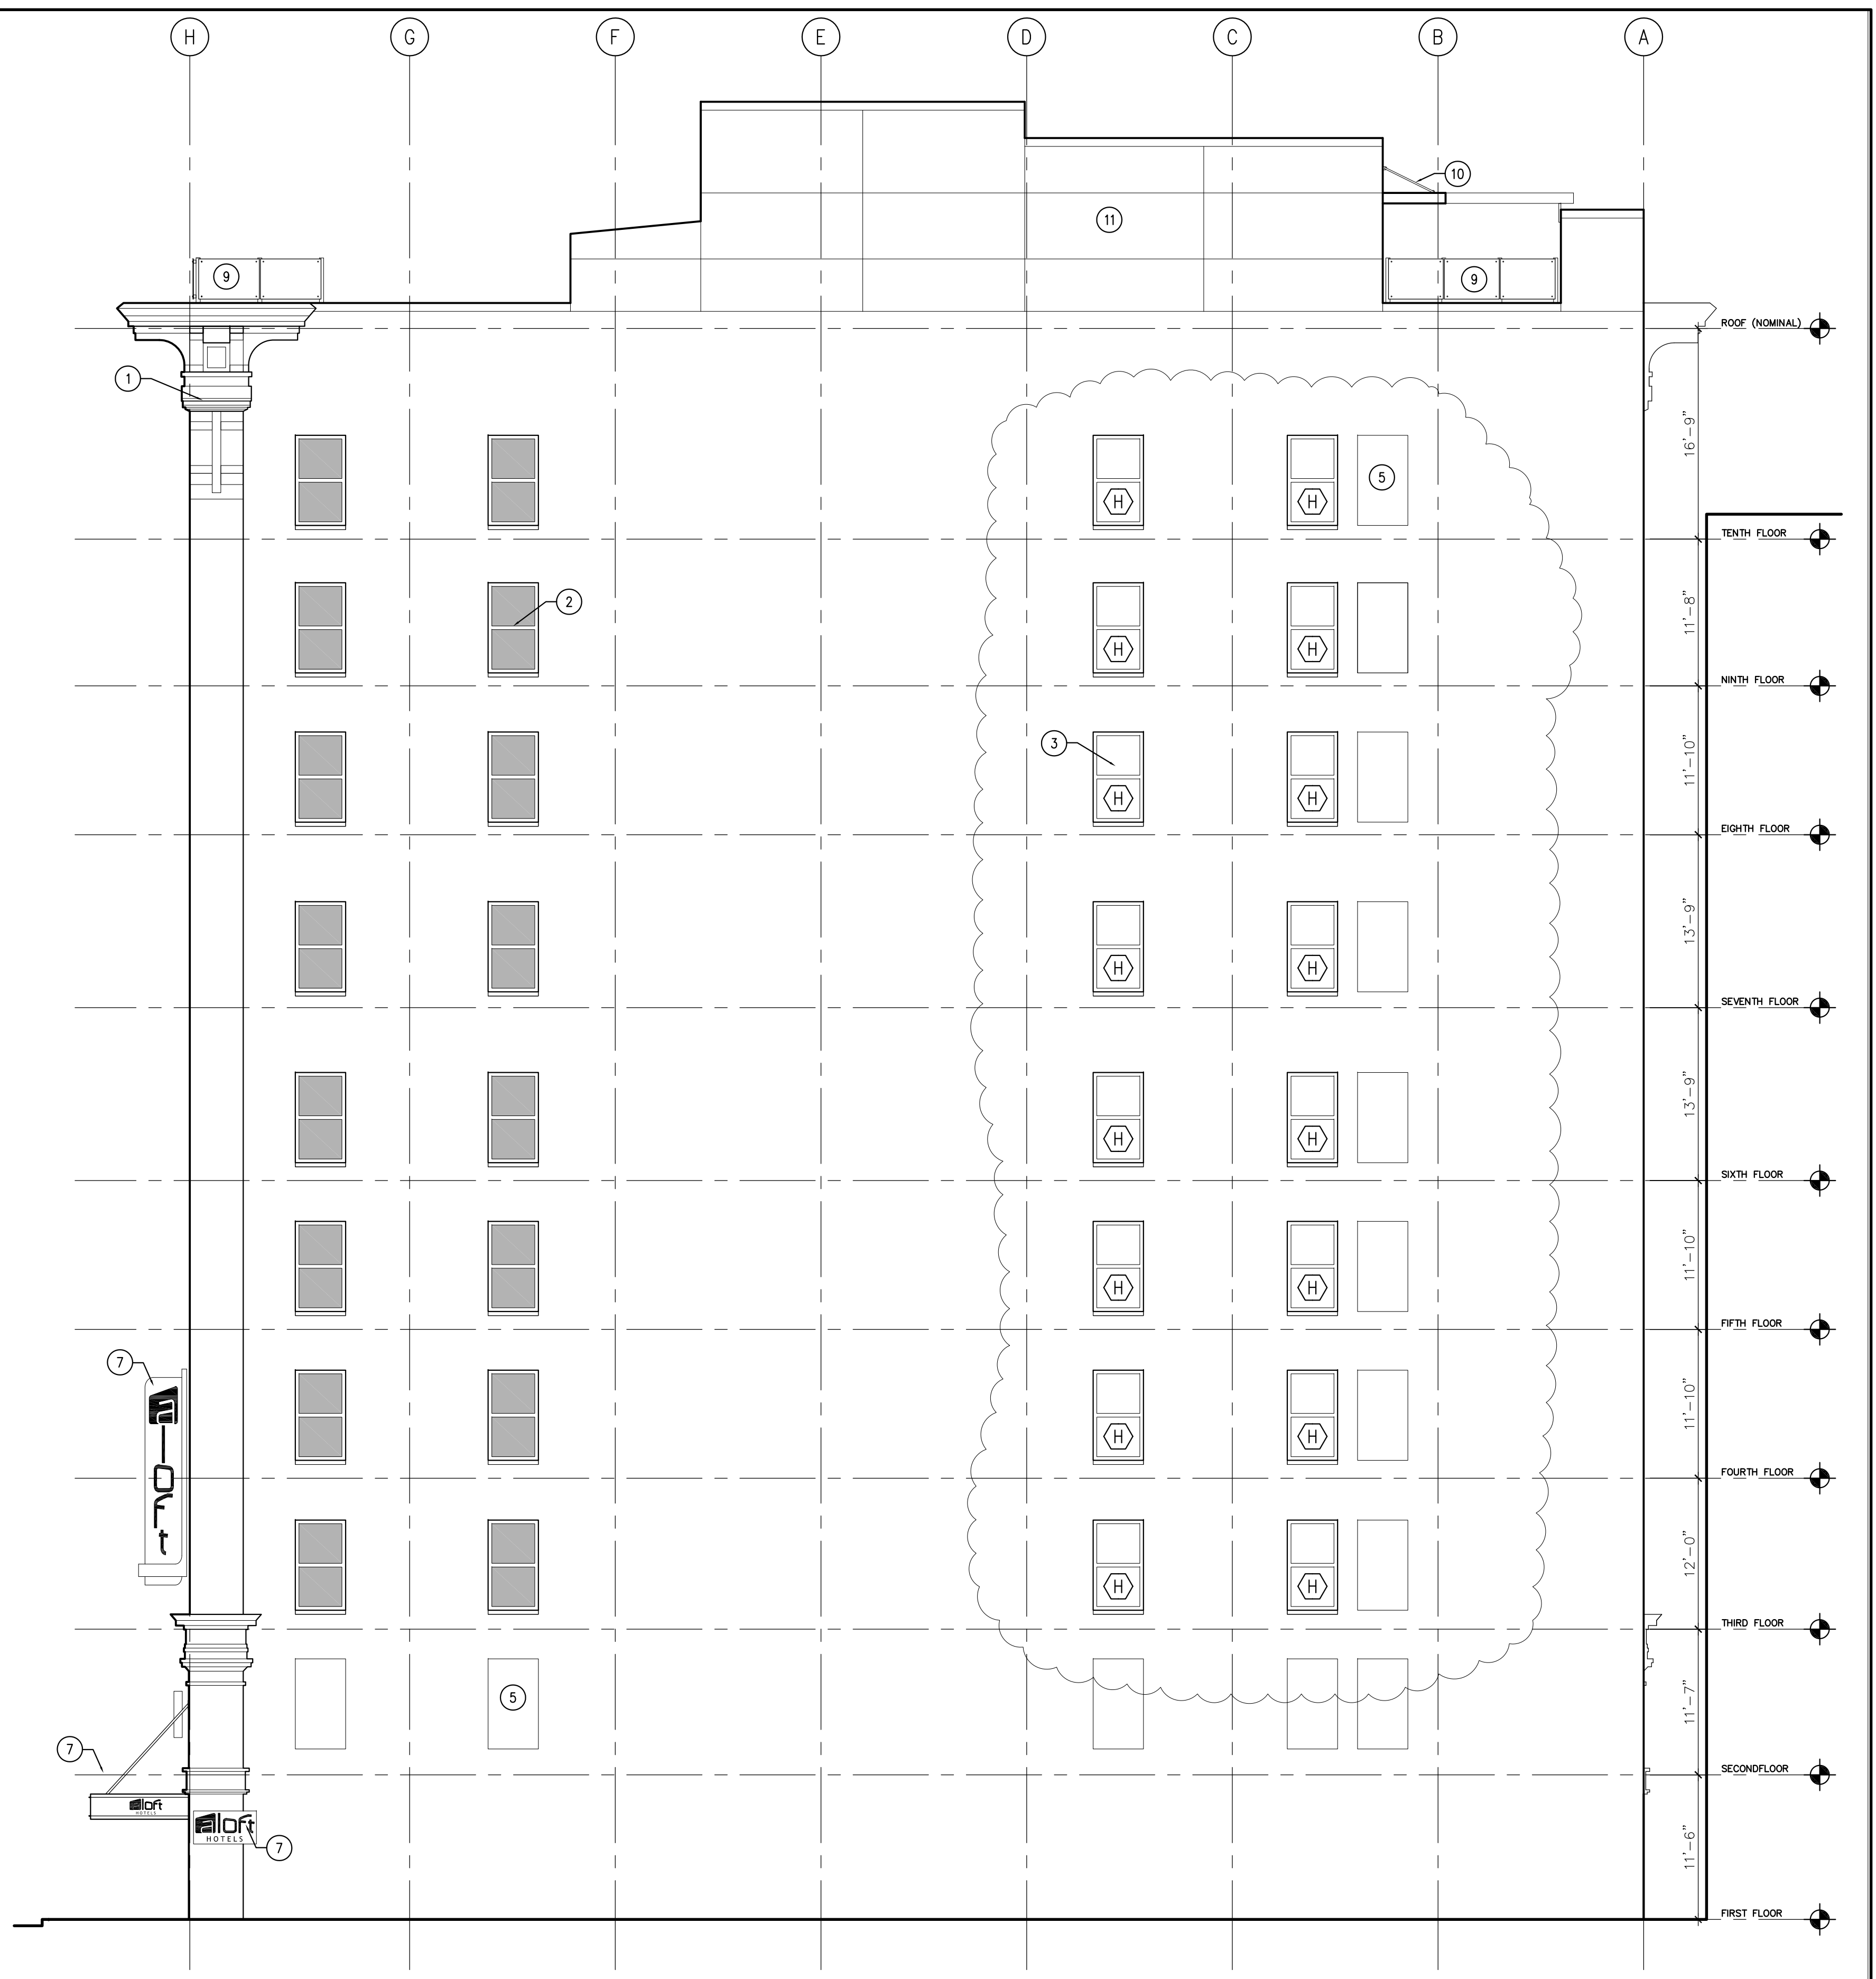 H G F E D C B A
10
11
9 9
ROOF (NOMINAL)
1
16'-9"
H H 5
TENTH FLOOR
2
11'-8"
H H
NINTH FLOOR
3
11'-10"
H H
EIGHTH FLOOR
13'-9"
H H
SEVENTH FLOOR
13'-9"
H H
SIXTH FLOOR
11'-10"
H H
FIFTH FLOOR
7
aloft
11'-10"
H H
FOURTH FLOOR
12'-0"
H H
THIRD FLOOR
5
11'-7"
7
SECONDFLOOR
aloft
HOTELS
aloft
HOTELS
7
11'-6"
FIRST FLOOR